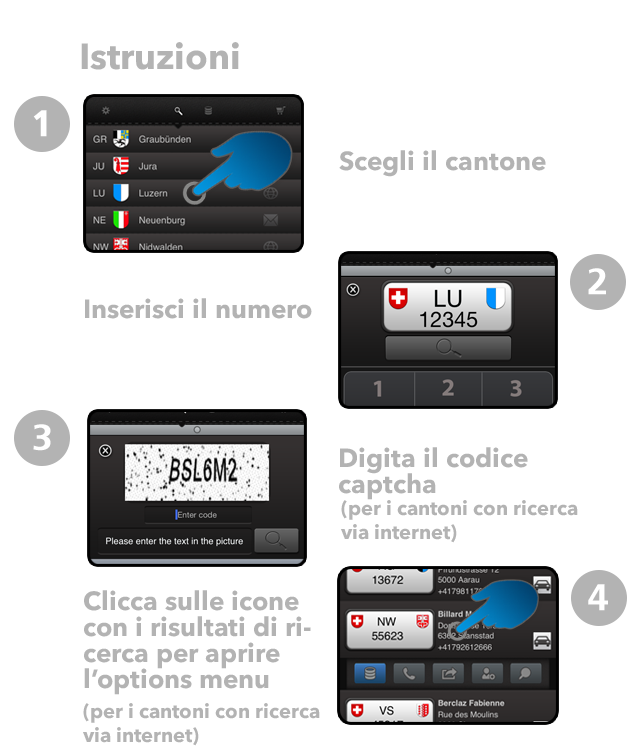 Istruzioni
1
GR Graubünden
JU Jura
LU Luzern
NE Neuenburg
NW Nidwalden
Scegli il cantone
2
LU
12345
1 2 3
Inserisci il numero
3
BSL6M2
Enter code
Please enter the text in the picture
Digita il codice
captcha
(per i cantoni con ricerca
via internet)
4
13672
5000 Aarau
NW
55623
Billard
6362 Stansstad
+41792612666
VS
Berclaz Fabienne
Rue des Moulins
Clicca sulle icone
con i risultati di ri-
cerca per aprire
l'options menu
(per i cantoni con ricerca
via internet)